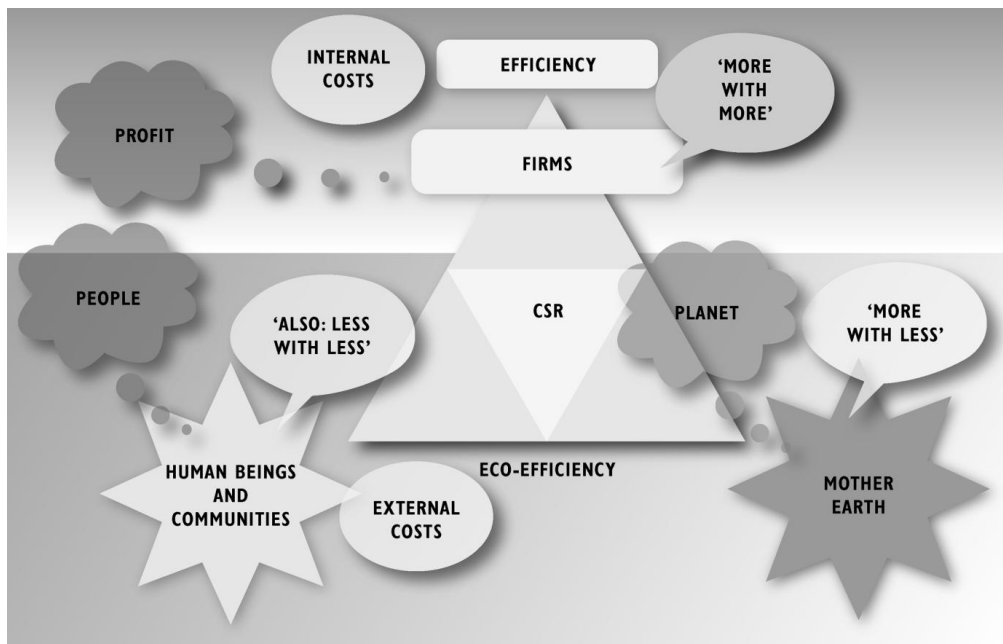 INTERNAL
COSTS
EFFICIENCY
‘MORE
WITH
MORE’
PROFIT
FIRMS
PEOPLE
‘ALSO: LESS
WITH LESS’
CSR
PLANET
‘MORE
WITH LESS’
HUMAN BEINGS
AND
COMMUNITIES
ECO-EFFICIENCY
EXTERNAL
COSTS
MOTHER
EARTH